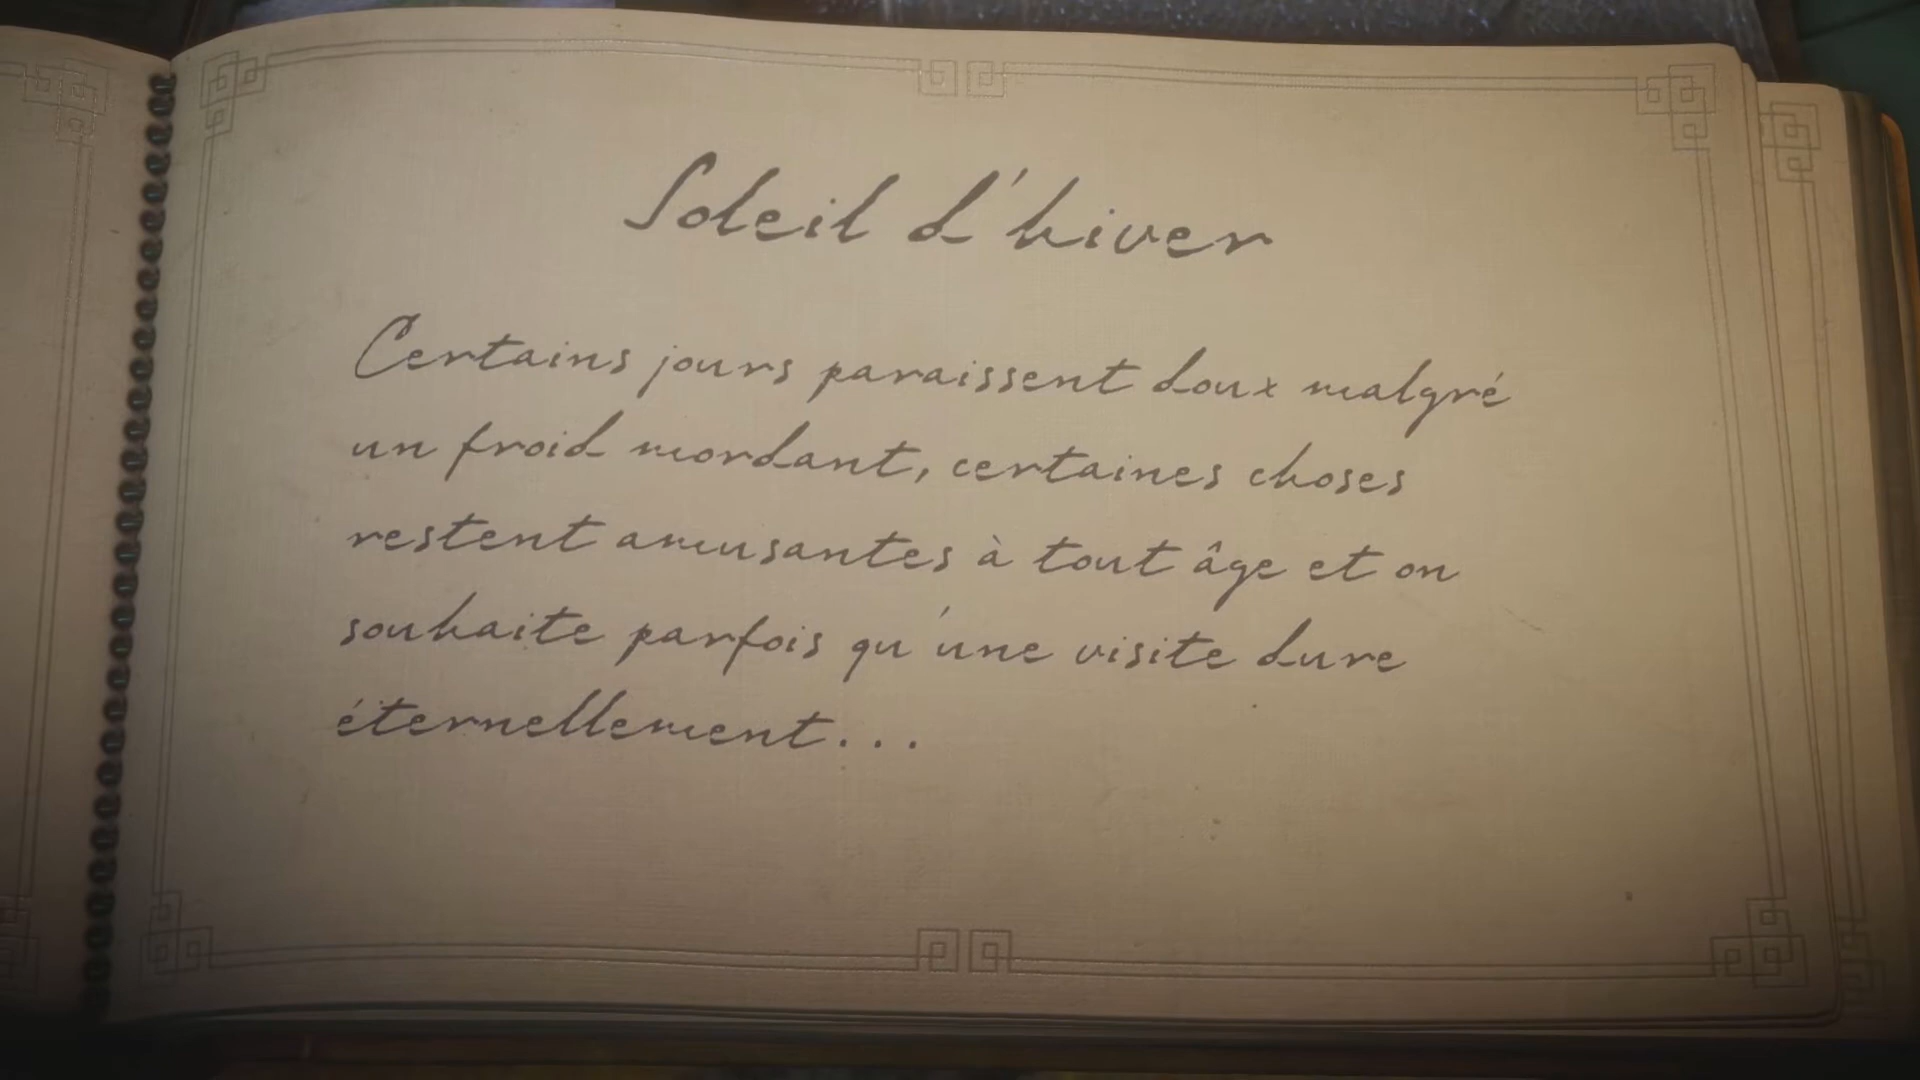 Soleil d'hiver
Certains jours paraissent doux malgré
un froid mordant, certaines choses
restent amusantes à tout âge et on
souhaite parfois qu'une visite dure
éternellement...